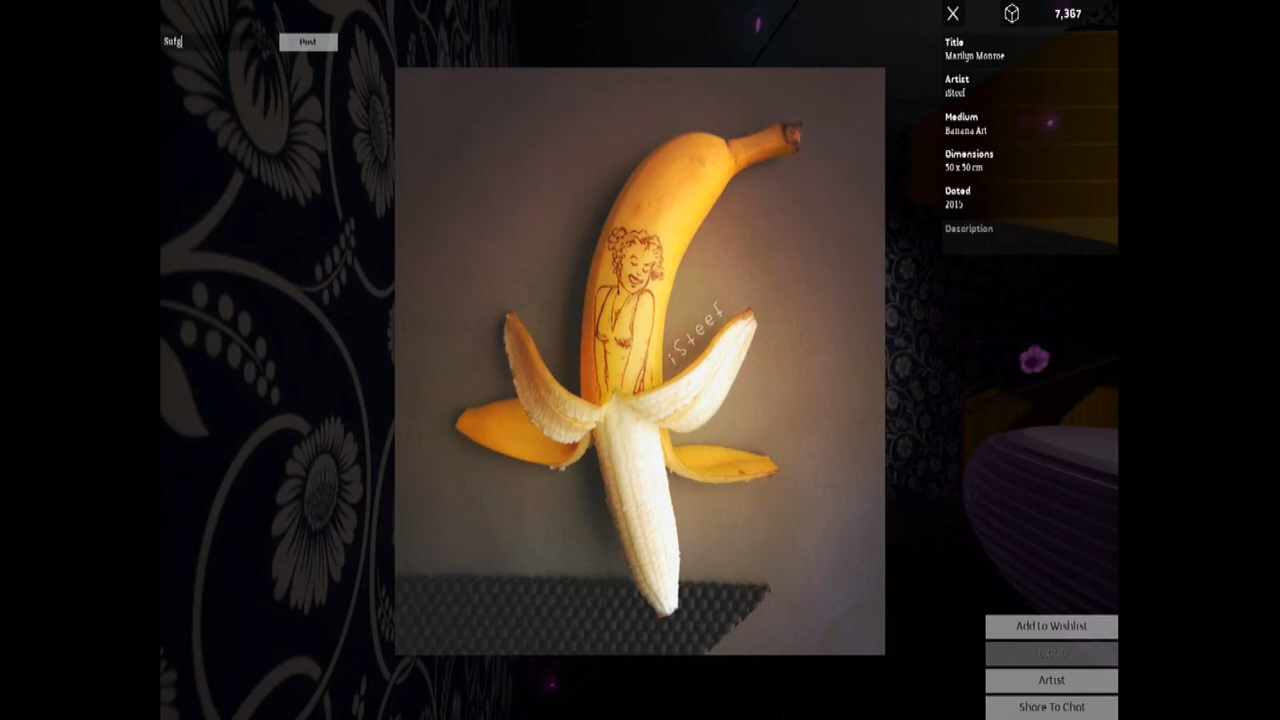 Sufg
Post
7,367
Title
Marilyn Monroe
Artist
iSteef
Medium
Banana Art
Dimensions
50 x 50 cm
Dated
2015
Description
iSteef
Add to Wishlist
Artist
Share To Chat